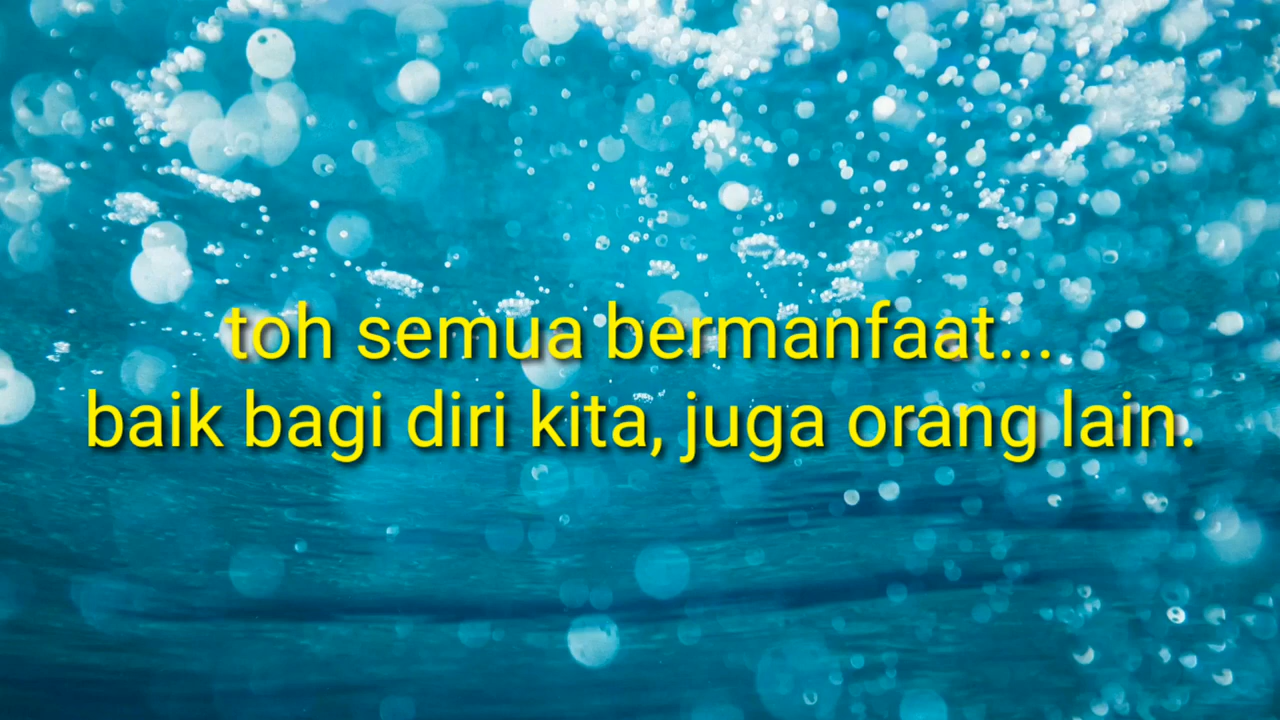 toh semua bermanfaat...
baik bagi diri kita, juga orang lain.